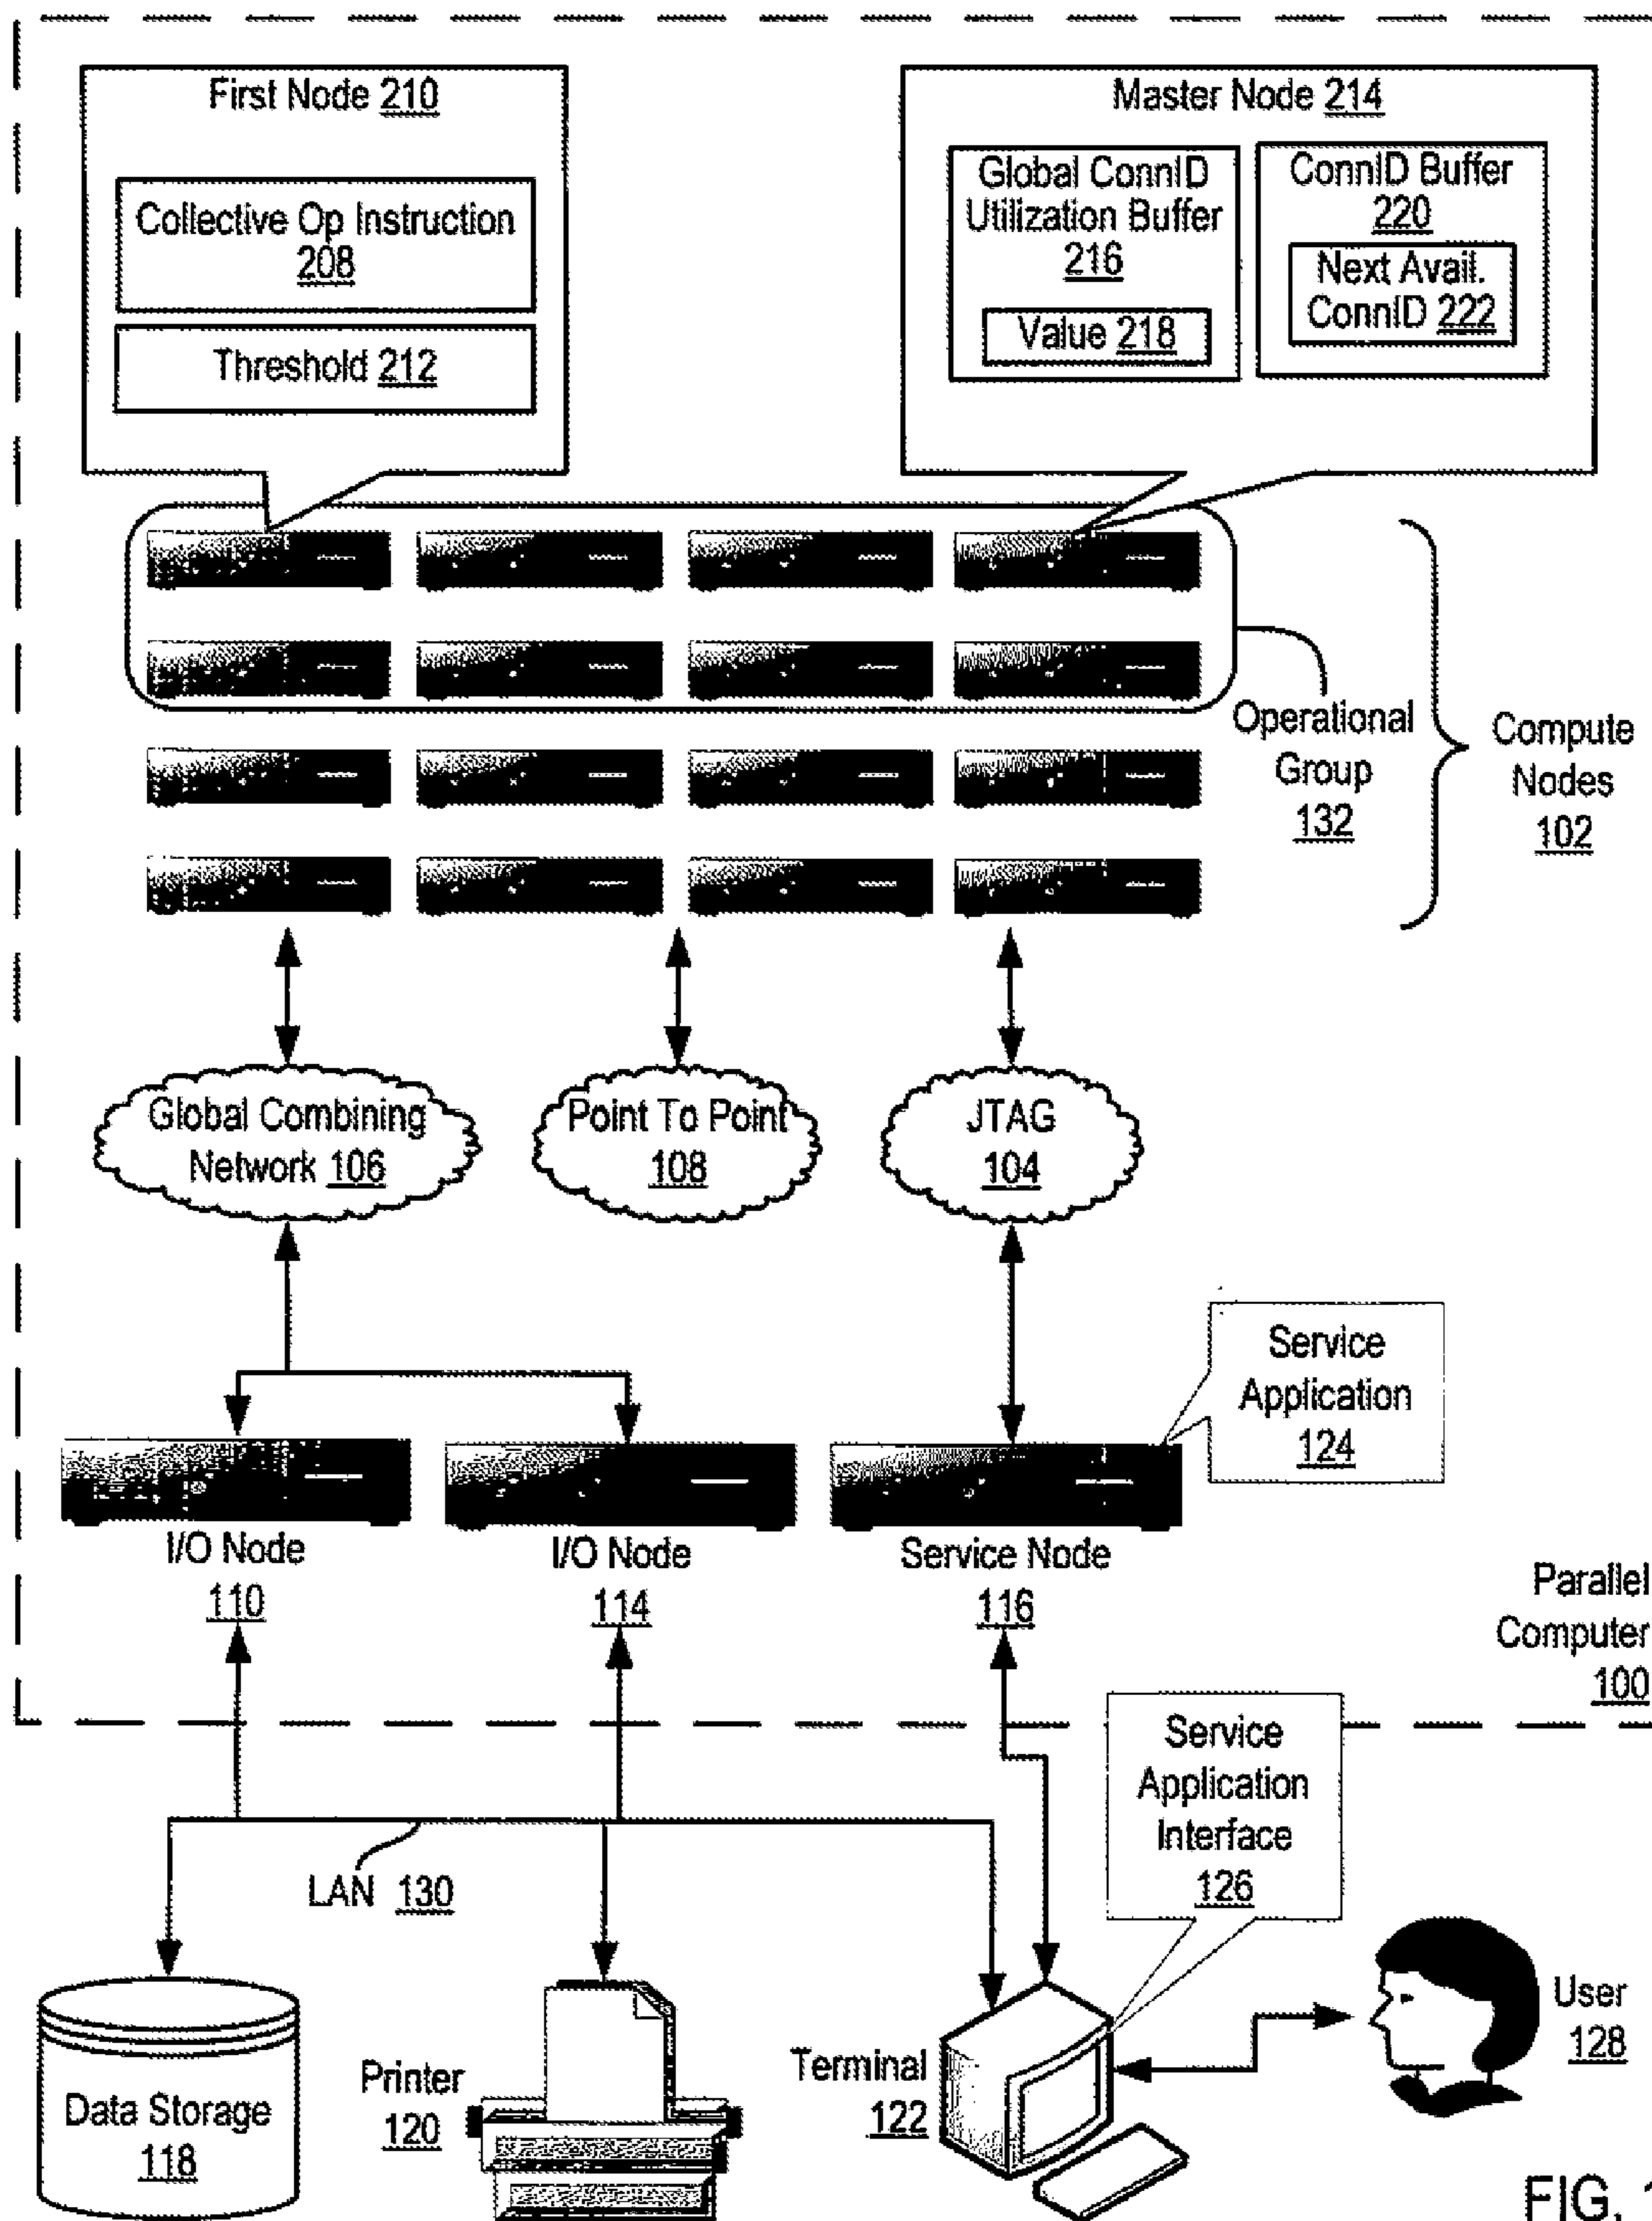 First Node 210
Collective Op Instruction
208
Threshold 212
Master Node 214
Global ConnID
Utilization Buffer
216
Value 218
ConnID Buffer
220
Next Avail.
ConnID 222
Operational
Group
132
Compute
Nodes
102
Global Combining
Network 106
Point To Point
108
JTAG
104
Service
Application
124
I/O Node
110
I/O Node
114
Service Node
116
Parallel
Computer
100
Service
Application
Interface
126
LAN 130
Data Storage
118
Printer
120
Terminal
122
User
128
FIG. 1